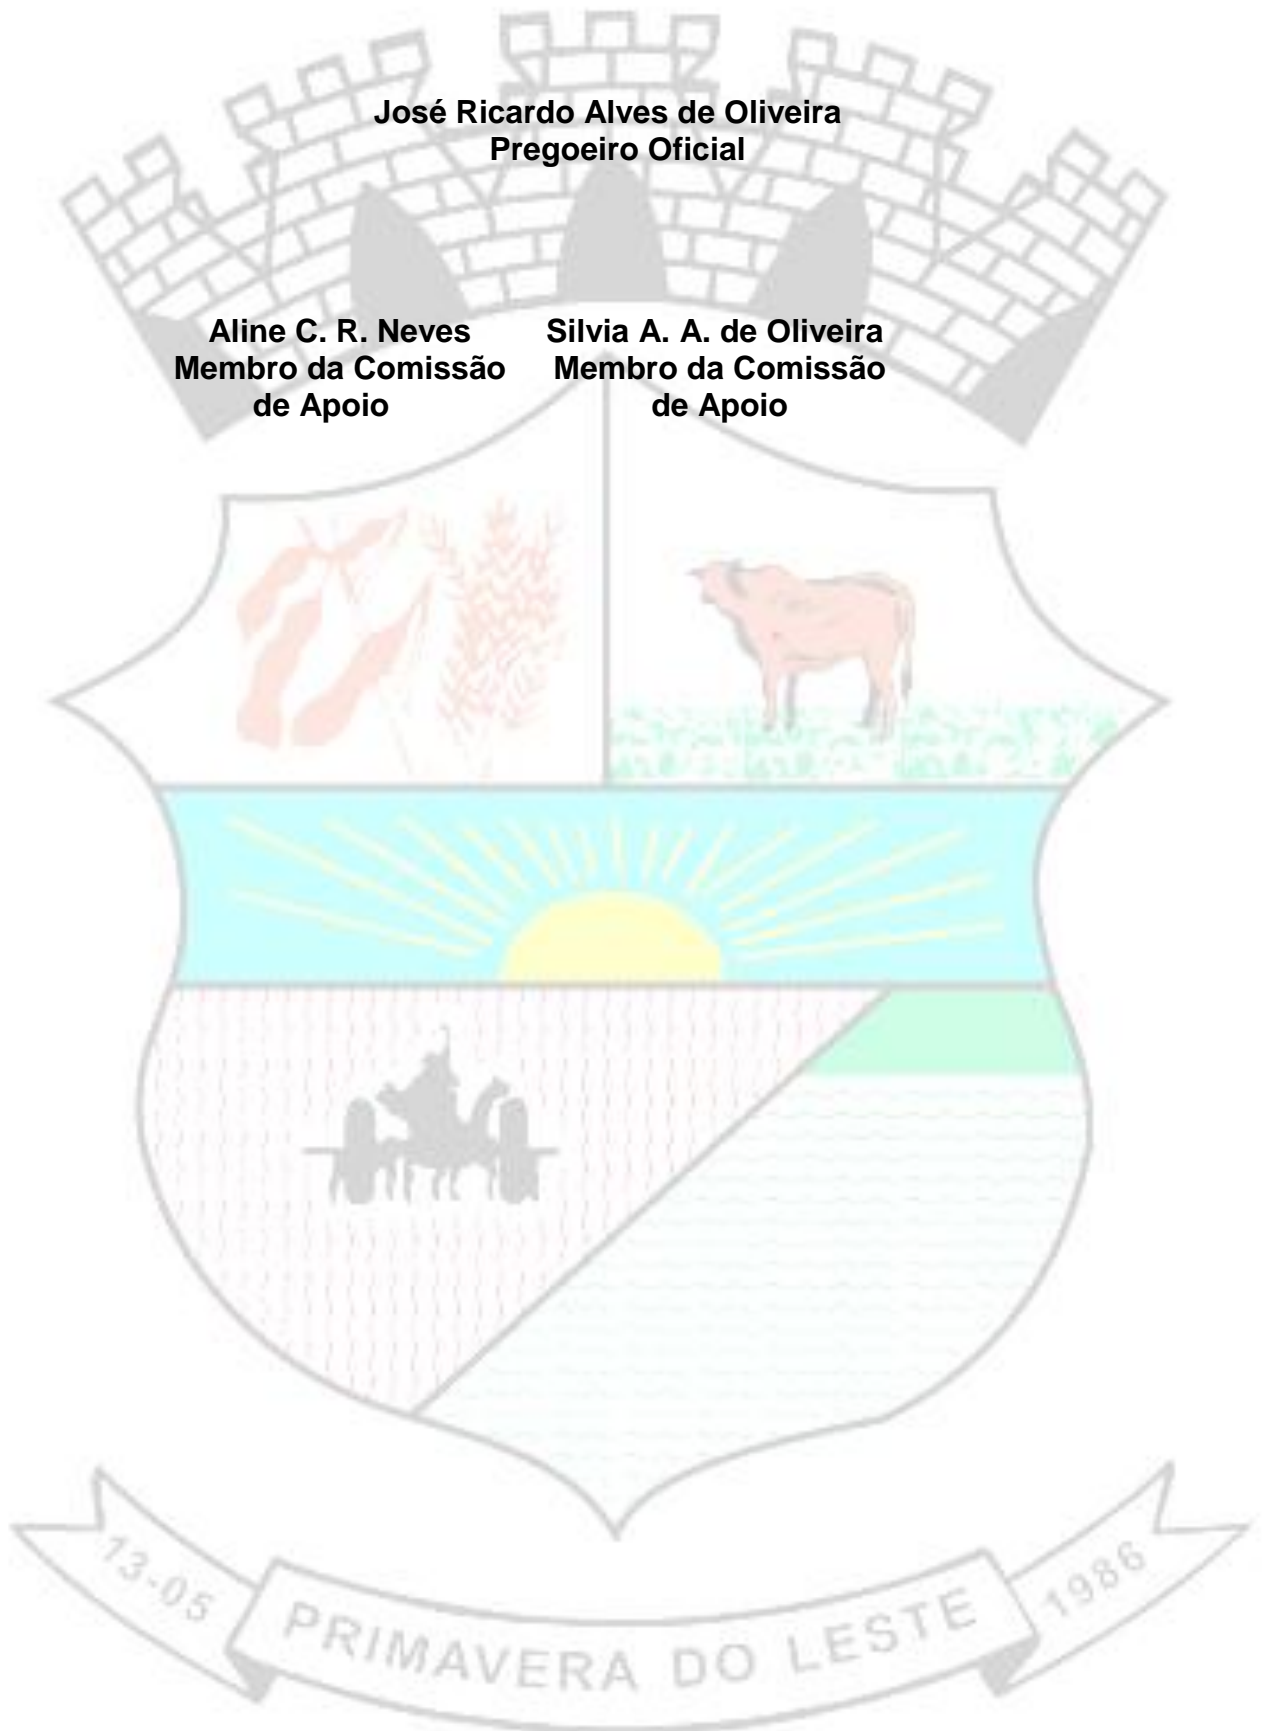 José Ricardo Alves de Oliveira
Pregoeiro Oficial
Aline C. R. Neves
Membro da Comissão
de Apoio
Silvia A. A. de Oliveira
Membro da Comissão
de Apoio
13-05
PRIMAVERA DO LESTE
1986